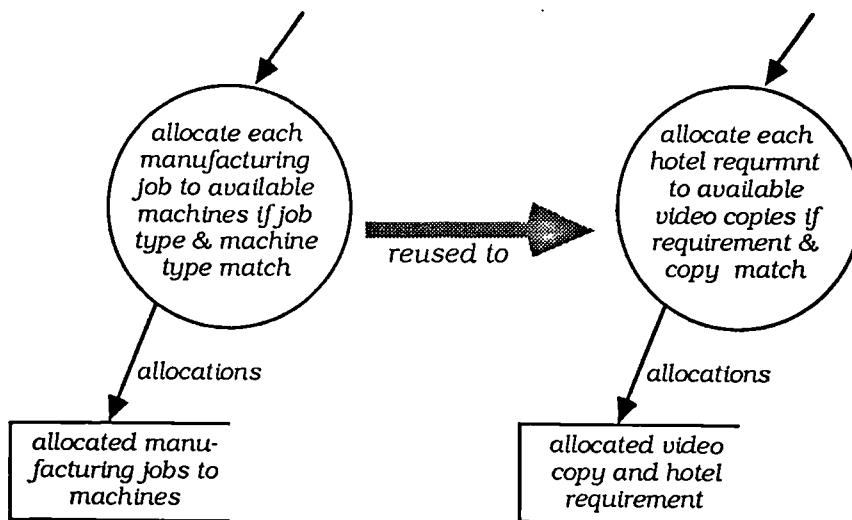 allocate each
manufacturing
job to available
machines if job
type & machine
type match
reused to
allocate each
hotel requrmnt
to available
video copies if
requirement &
copy match
allocations
allocations
allocated manu-
facturing jobs to
machines
allocated video
copy and hotel
requirement